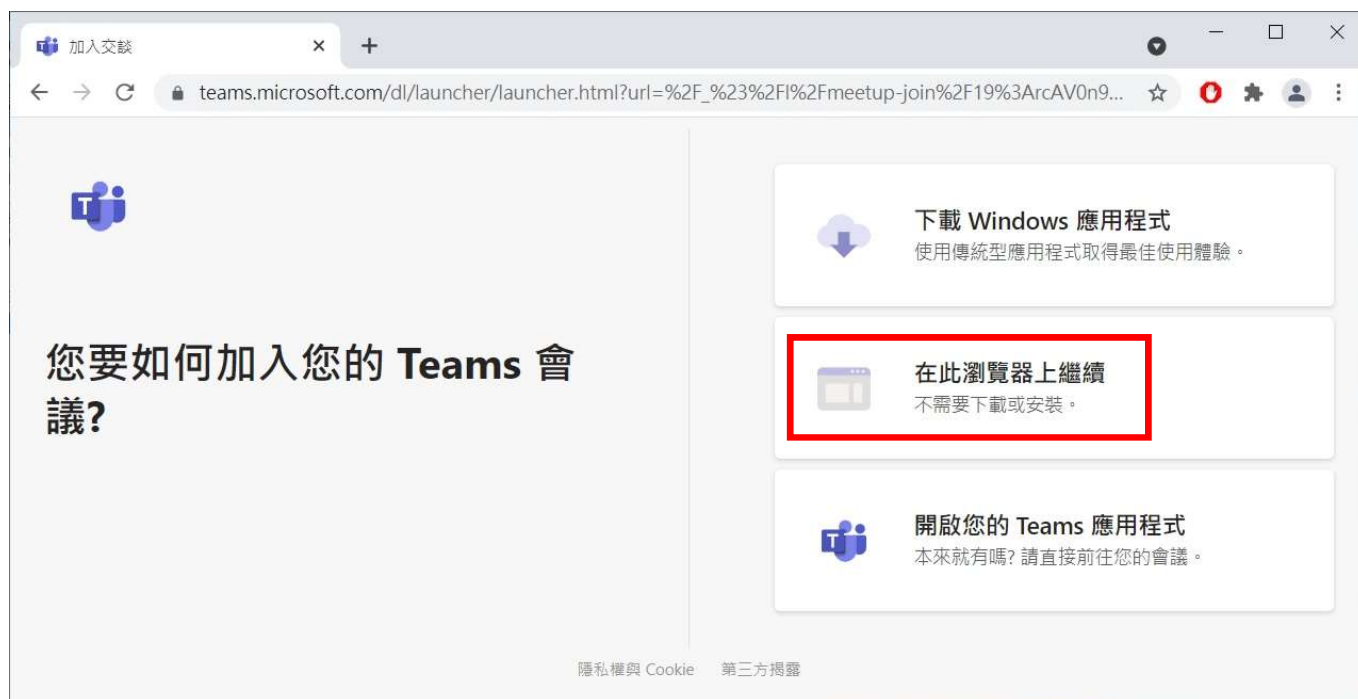 加入交談
teams.microsoft.com/dl/launcher/launcher.html?url=%2F_%23%2Fl%2Fmeetup-join%2F19%3ArcAV0n9...
下載 Windows 應用程式
使用傳統型應用程式取得最佳使用體驗。
您要如何加入您的 Teams 會
議?
在此瀏覽器上繼續
不需要下載或安裝。
開啟您的 Teams 應用程式
本來就有嗎? 請直接前往您的會議。
隱私權與 Cookie 第三方揭露